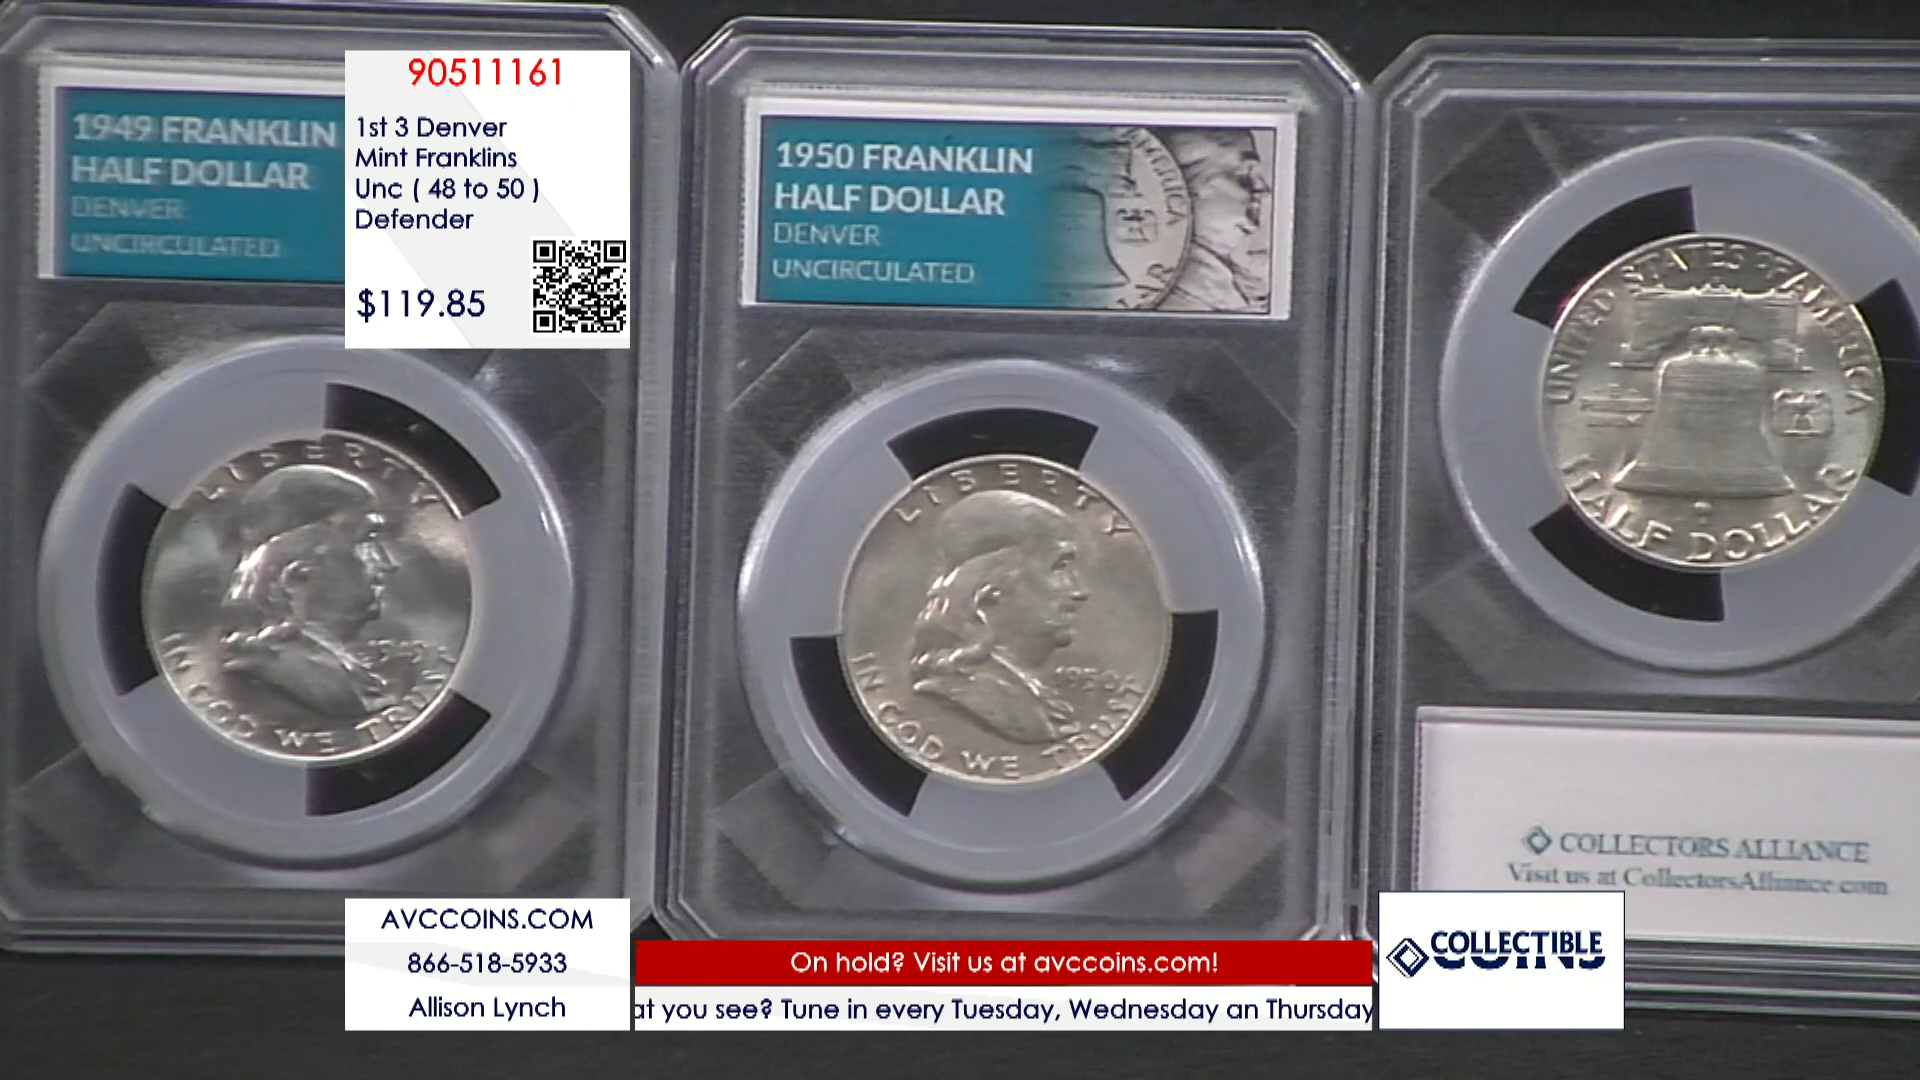 1949 FRANKLIN
HALF DOLLAR
DENVER
UNCIRCULATED
90511161
1st 3 Denver
Mint Franklins
Unc ( 48 to 50 )
Defender
$119.85
1950 FRANKLIN
HALF DOLLAR
DENVER
UNCIRCULATED
LIBERTY
1949
IN GOD WE TRUST
LIBERTY
1950
IN GOD WE TRUST
UNITED STATES OF AMERICA
HALF DOLLAR
COLLECTORS ALLIANCE
Visit us at CollectorsAlliance.com
AVCCOINS.COM
866-518-5933
Allison Lynch
On hold? Visit us at avccoins.com!
at you see? Tune in every Tuesday, Wednesday an Thursday
COLLECTIBLE
COINS